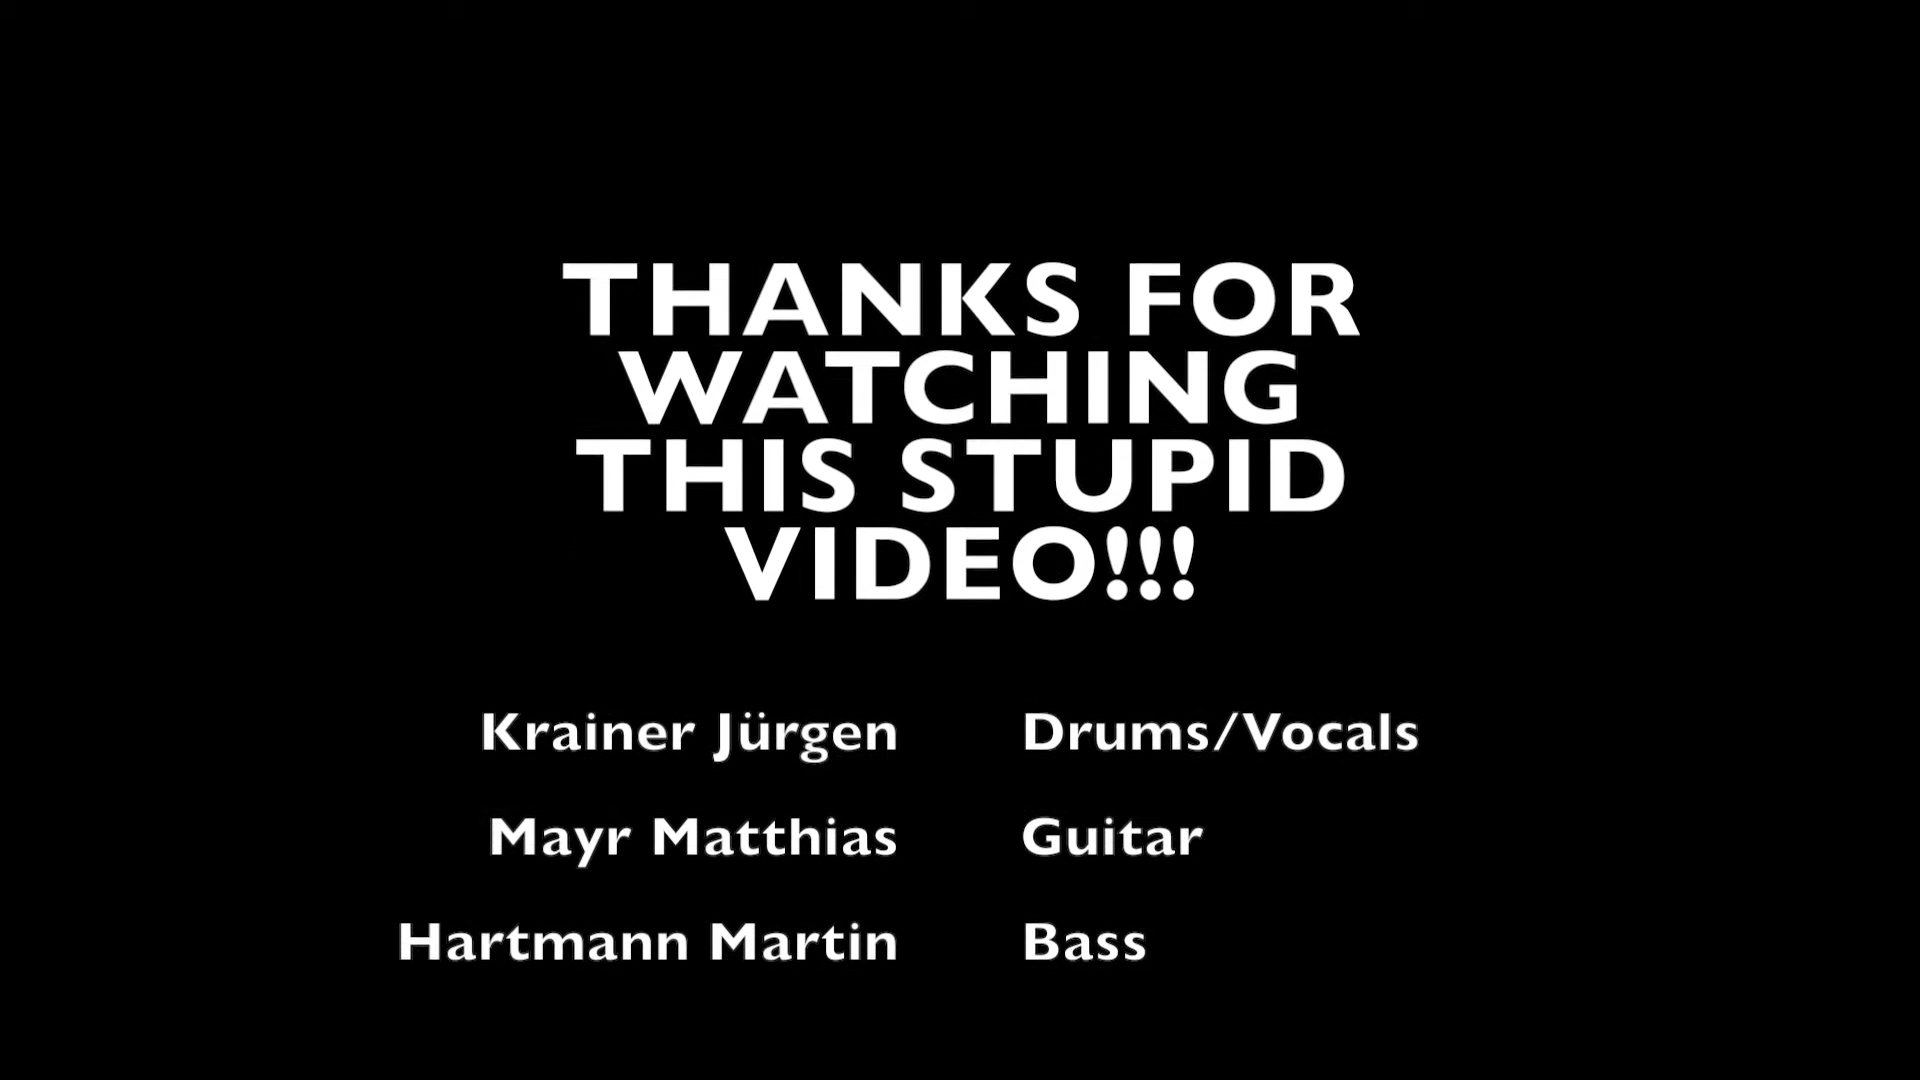 THANKS FOR
WATCHING
THIS STUPID
VIDEO!!!
Krainer Jürgen Drums/Vocals
Mayr Matthias Guitar
Hartmann Martin Bass